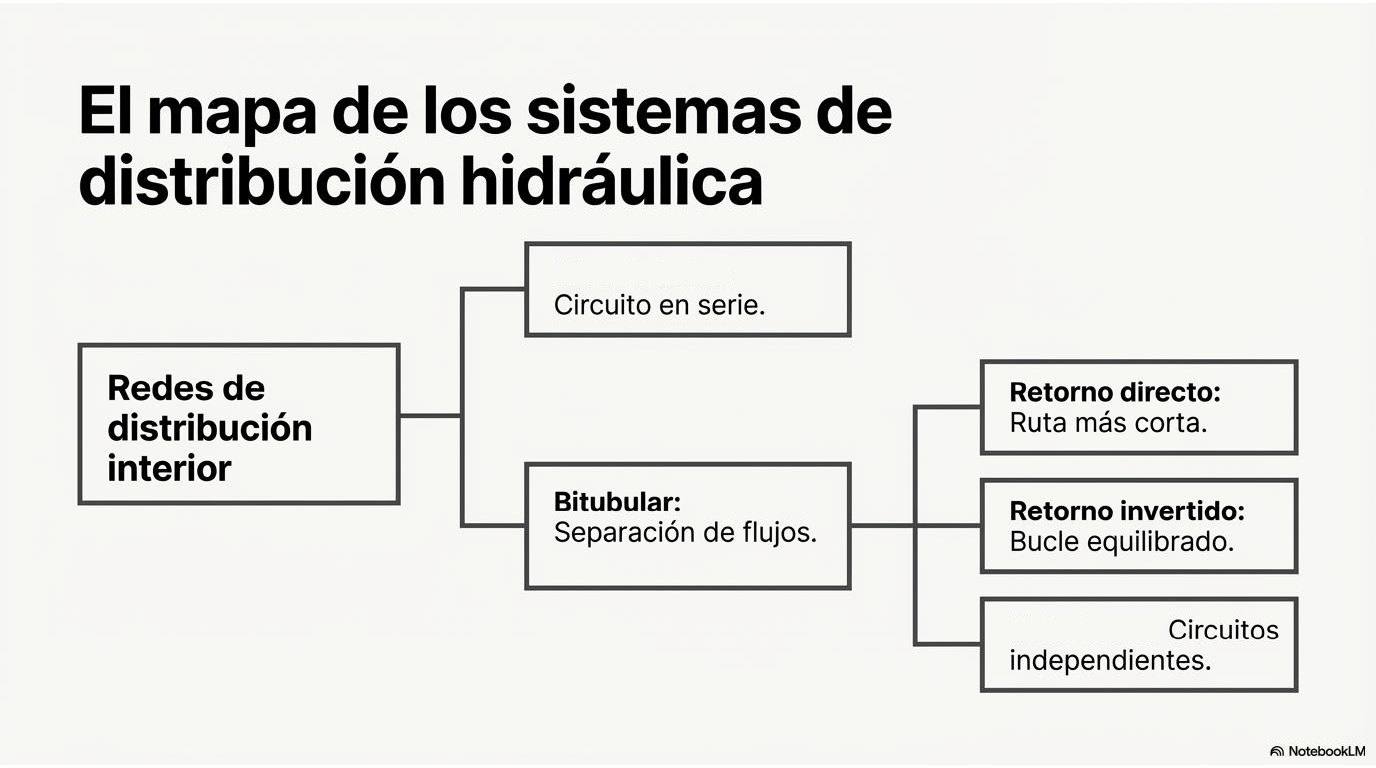 El mapa de los sistemas de
distribución hidráulica
Circuito en serie.
Redes de
distribución
interior
Bitubular:
Separación de flujos.
Retorno directo:
Ruta más corta.
Retorno invertido:
Bucle equilibrado.
Circuitos
independientes.
NotebookLM